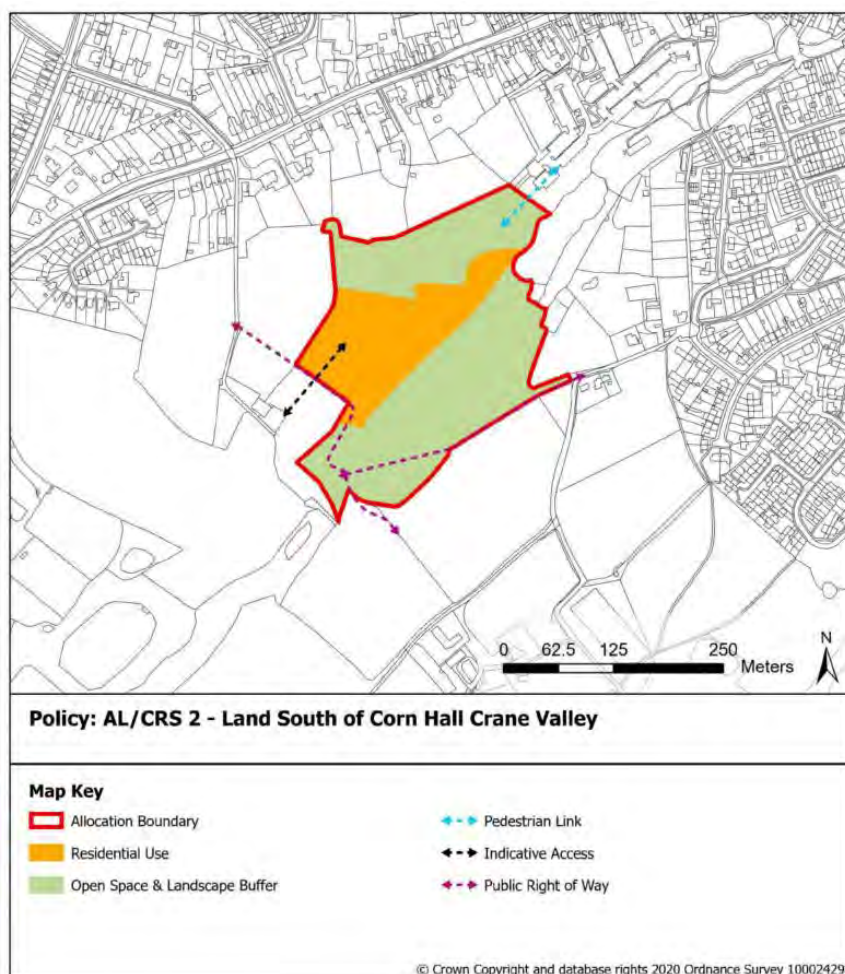 0 62.5 125 250
Meters
N
Policy: AL/CRS 2 - Land South of Corn Hall Crane Valley
Map Key
Allocation Boundary
Residential Use
Open Space & Landscape Buffer
Pedestrian Link
Indicative Access
Public Right of Way
© Crown Copyright and database rights 2020 Ordnance Survey 10002429